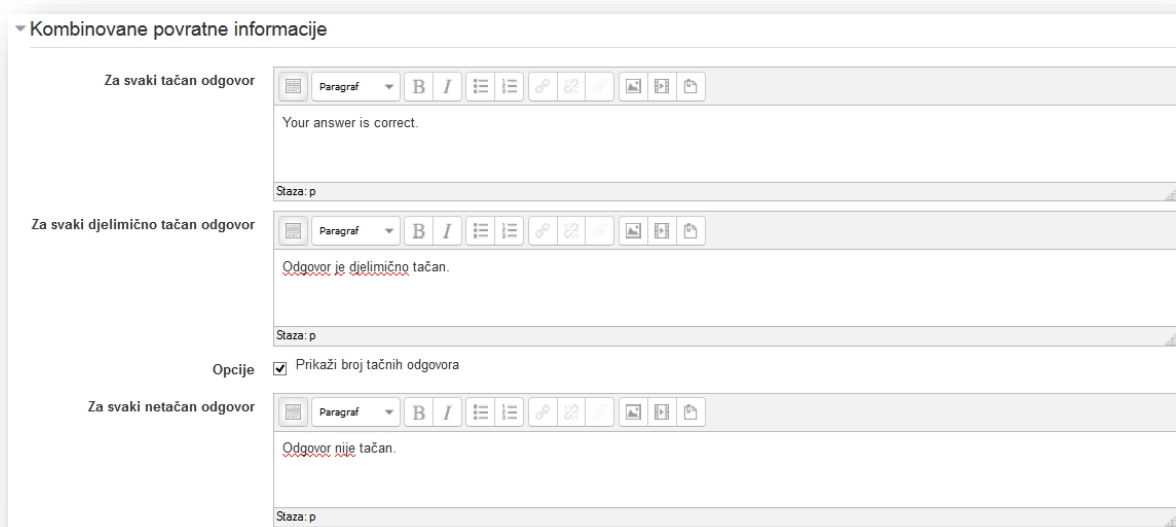 Kombinovane povratne informacije
Za svaki tačan odgovor
Paragraf B I
Your answer is correct.
Staza: p
Za svaki djelimično tačan odgovor
Paragraf B I
Odgovor je djelimično tačan.
Staza: p
Opcije Prikaži broj tačnih odgovora
Za svaki netačan odgovor
Paragraf B I
Odgovor nije tačan.
Staza: p